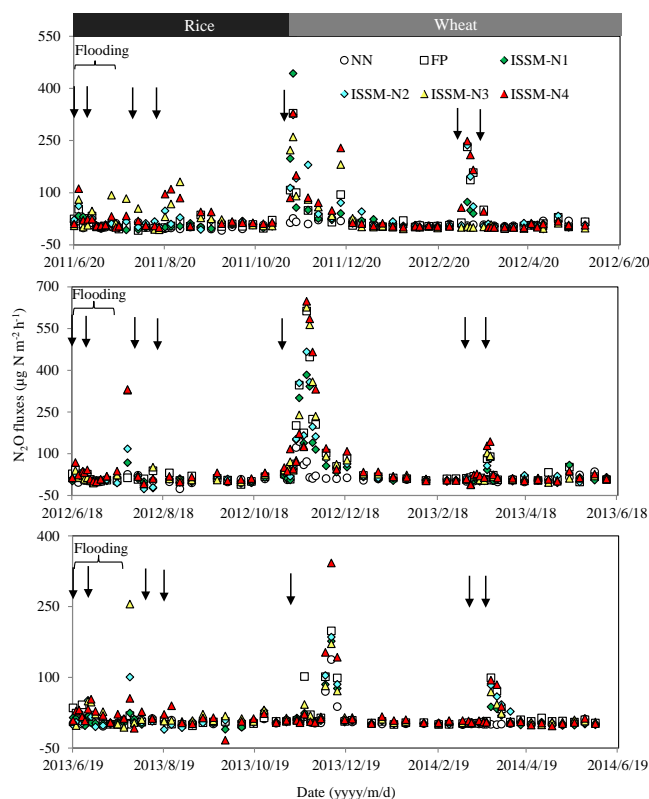 Rice Wheat
550
Flooding
NN FP ISSM-N1
ISSM-N2 ISSM-N3 ISSM-N4
400
250
100
-50
2011/6/20 2011/8/20 2011/10/20 2011/12/20 2012/2/20 2012/4/20 2012/6/20
700
Flooding
550
400
250
100
-50
2012/6/18 2012/8/18 2012/10/18 2012/12/18 2013/2/18 2013/4/18 2013/6/18
N₂O fluxes (µg N m⁻² h⁻¹)
400
Flooding
250
100
-50
2013/6/19 2013/8/19 2013/10/19 2013/12/19 2014/2/19 2014/4/19 2014/6/19
Date (yyyy/m/d)